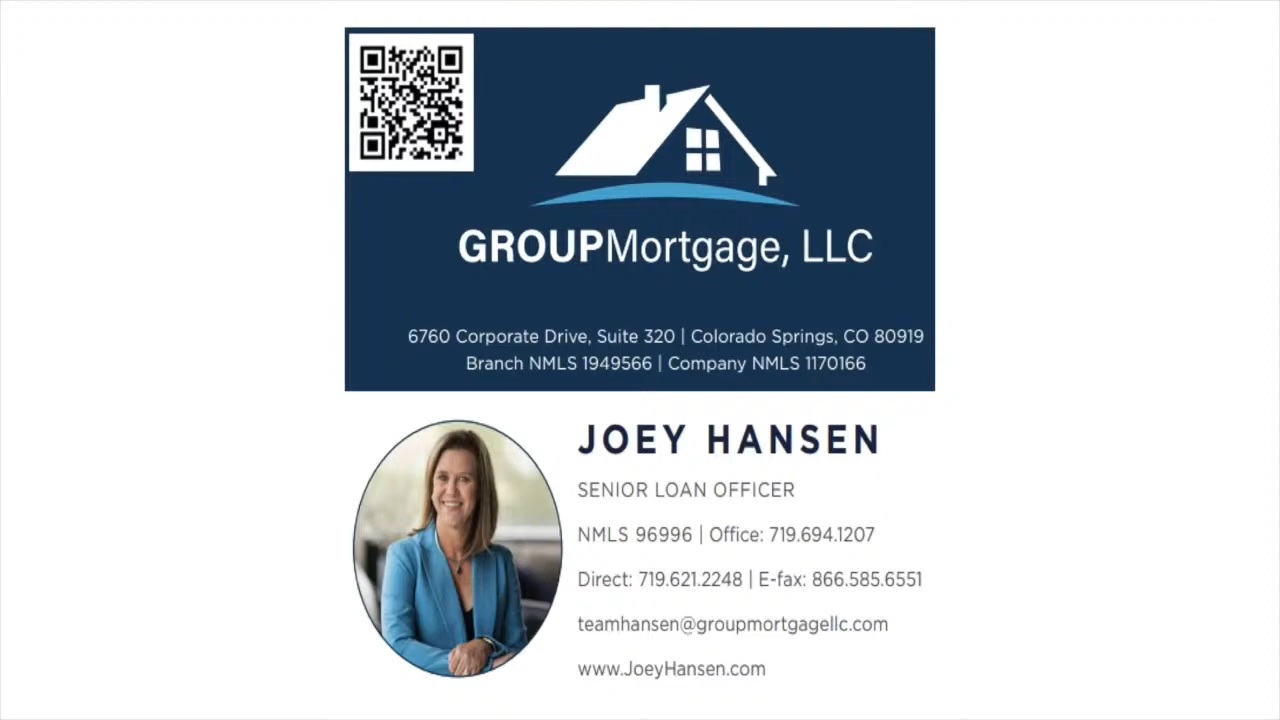 GROUPMortgage, LLC
6760 Corporate Drive, Suite 320 | Colorado Springs, CO 80919
Branch NMLS 1949566 | Company NMLS 1170166
JOEY HANSEN
SENIOR LOAN OFFICER
NMLS 96996 | Office: 719.694.1207
Direct: 719.621.2248 | E-fax: 866.585.6551
teamhansen@groupmortgagellc.com
www.JoeyHansen.com